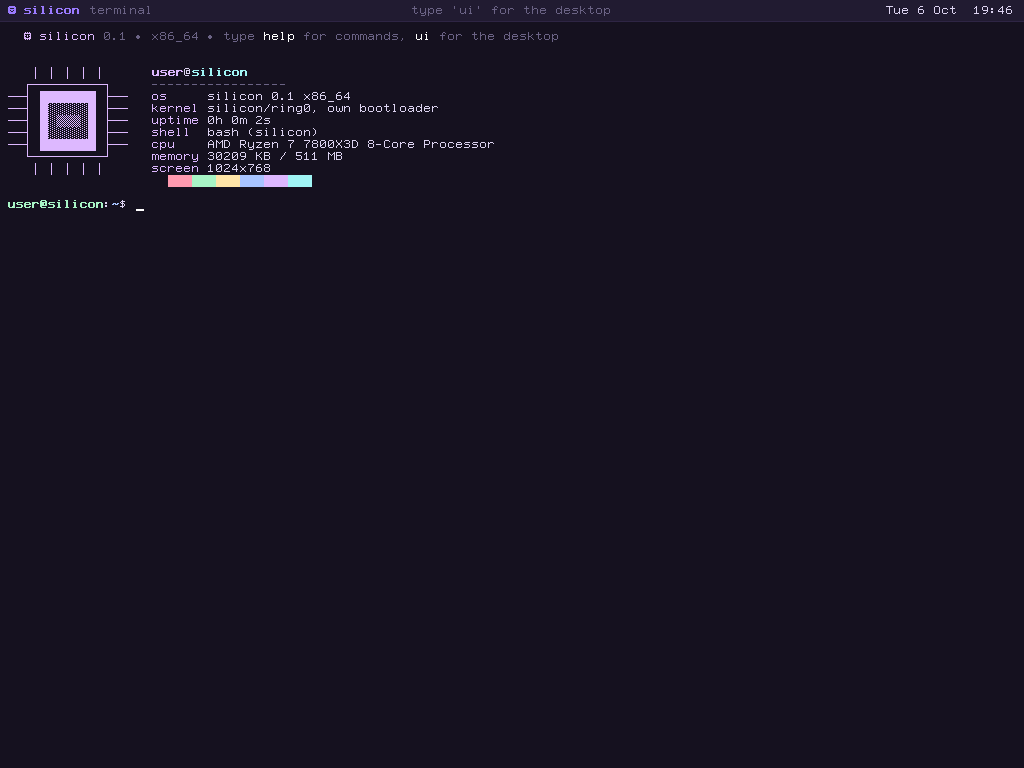 silicon terminal type 'ui' for the desktop Tue 6 Oct 19:46
silicon 0.1 • x86_64 • type help for commands, ui for the desktop
user@silicon
-----------------
os silicon 0.1 x86_64
kernel silicon/ring0, own bootloader
uptime 0h 0m 2s
shell bash (silicon)
cpu AMD Ryzen 7 7800X3D 8-Core Processor
memory 30209 KB / 511 MB
screen 1024x768
user@silicon:~$ _